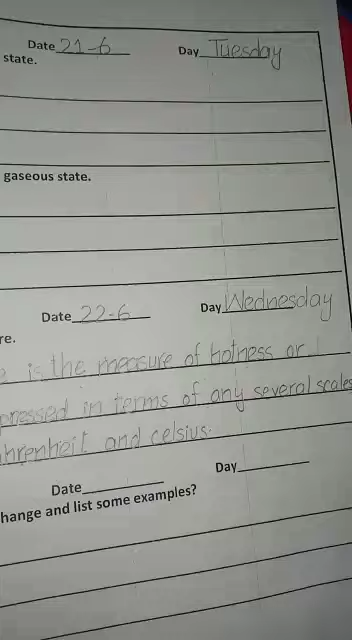 Date 21-6 Day Tuesday
state.
gaseous state.
Date 22-6 Day Wednesday
re.
e is the measure of hotness or
pressed in terms of any several scales
ahrenheit and celsius.
Date Day
hange and list some examples?